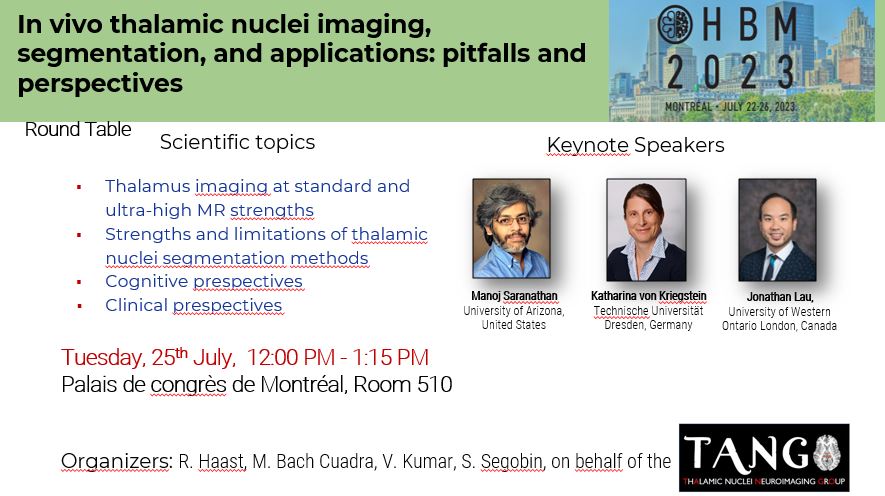 In vivo thalamic nuclei imaging,
segmentation, and applications: pitfalls and
perspectives
OHBM
2023
MONTRÉAL • JULY 22-26, 2023
Round Table
Scientific topics
▪ Thalamus imaging at standard and
ultra-high MR strengths
▪ Strengths and limitations of thalamic
nuclei segmentation methods
▪ Cognitive prespectives
▪ Clinical prespectives
Keynote Speakers
Manoj Saranathan
University of Arizona,
United States
Katharina von Kriegstein
Technische Universität
Dresden, Germany
Jonathan Lau,
University of Western
Ontario London, Canada
Tuesday, 25th July, 12:00 PM - 1:15 PM
Palais de congrès de Montréal, Room 510
Organizers: R. Haast, M. Bach Cuadra, V. Kumar, S. Segobin, on behalf of the
TANGO
THALAMIC NUCLEI NEUROIMAGING GROUP